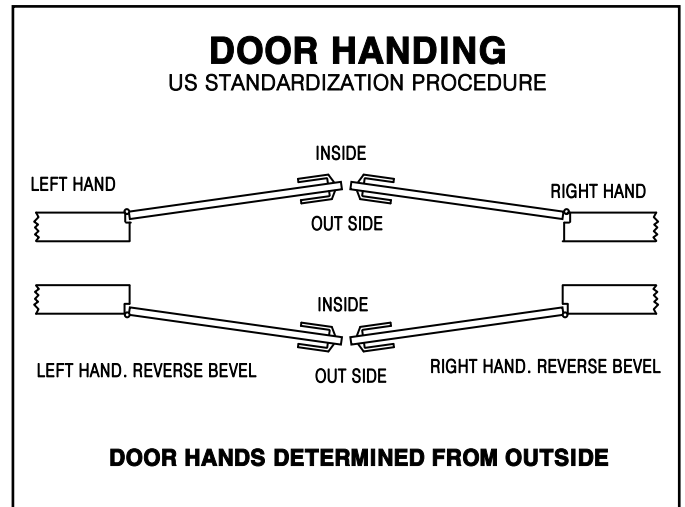 DOOR HANDING
US STANDARDIZATION PROCEDURE
INSIDE
LEFT HAND
RIGHT HAND
OUT SIDE
INSIDE
LEFT HAND. REVERSE BEVEL
OUT SIDE
RIGHT HAND. REVERSE BEVEL
DOOR HANDS DETERMINED FROM OUTSIDE